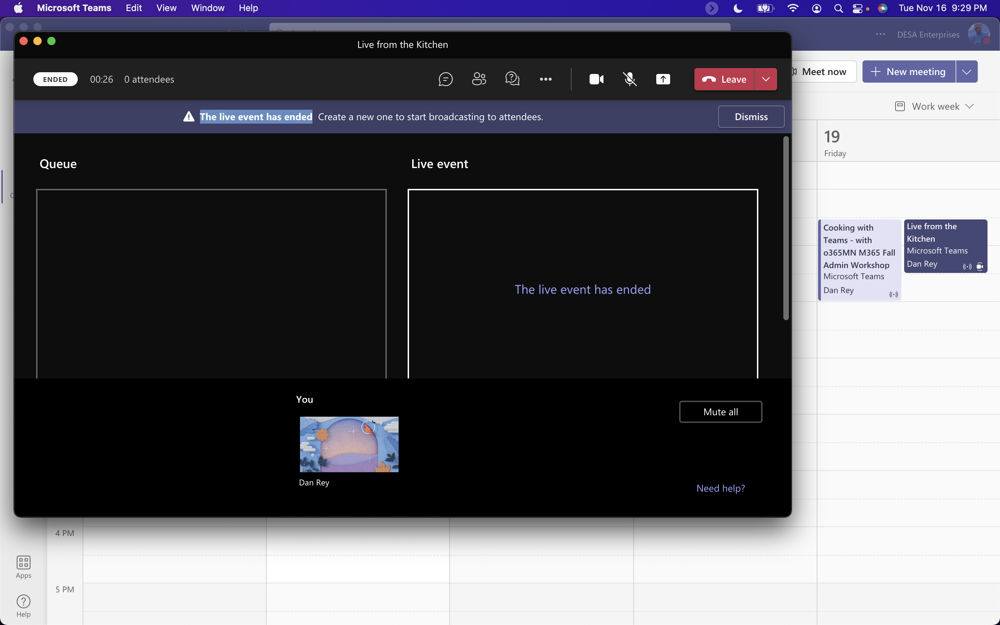 Microsoft Teams Edit View Window Help
Tue Nov 16 9:29 PM
DESA Enterprises
Live from the Kitchen
ENDED 00:26 0 attendees
Leave
Meet now
New meeting
The live event has ended Create a new one to start broadcasting to attendees.
Dismiss
Work week
19
Friday
Queue
Live event
The live event has ended
Cooking with
Teams - with
o365MN M365 Fall
Admin Workshop
Microsoft Teams
Dan Rey
Live from the
Kitchen
Microsoft Teams
Dan Rey
You
Dan Rey
Mute all
Need help?
4 PM
5 PM
Apps
Help